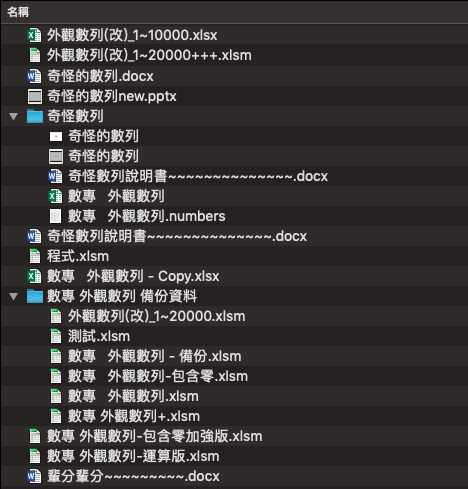 名稱
外觀數列(改)_1~10000.xlsx
外觀數列(改)_1~20000+++.xlsm
奇怪的數列.docx
奇怪的數列new.pptx
奇怪數列
奇怪的數列
奇怪的數列
奇怪數列說明書~~~~~~~~~~~~~~.docx
數專　外觀數列
數專　外觀數列.numbers
奇怪數列說明書~~~~~~~~~~~~~~.docx
程式.xlsm
數專　外觀數列 - Copy.xlsx
數專 外觀數列 備份資料
外觀數列(改)_1~20000.xlsm
測試.xlsm
數專　外觀數列 - 備份.xlsm
數專　外觀數列-包含零.xlsm
數專　外觀數列.xlsm
數專 外觀數列+.xlsm
數專 外觀數列-包含零加強版.xlsm
數專 外觀數列-運算版.xlsm
輩分輩分~~~~~~~~~.docx